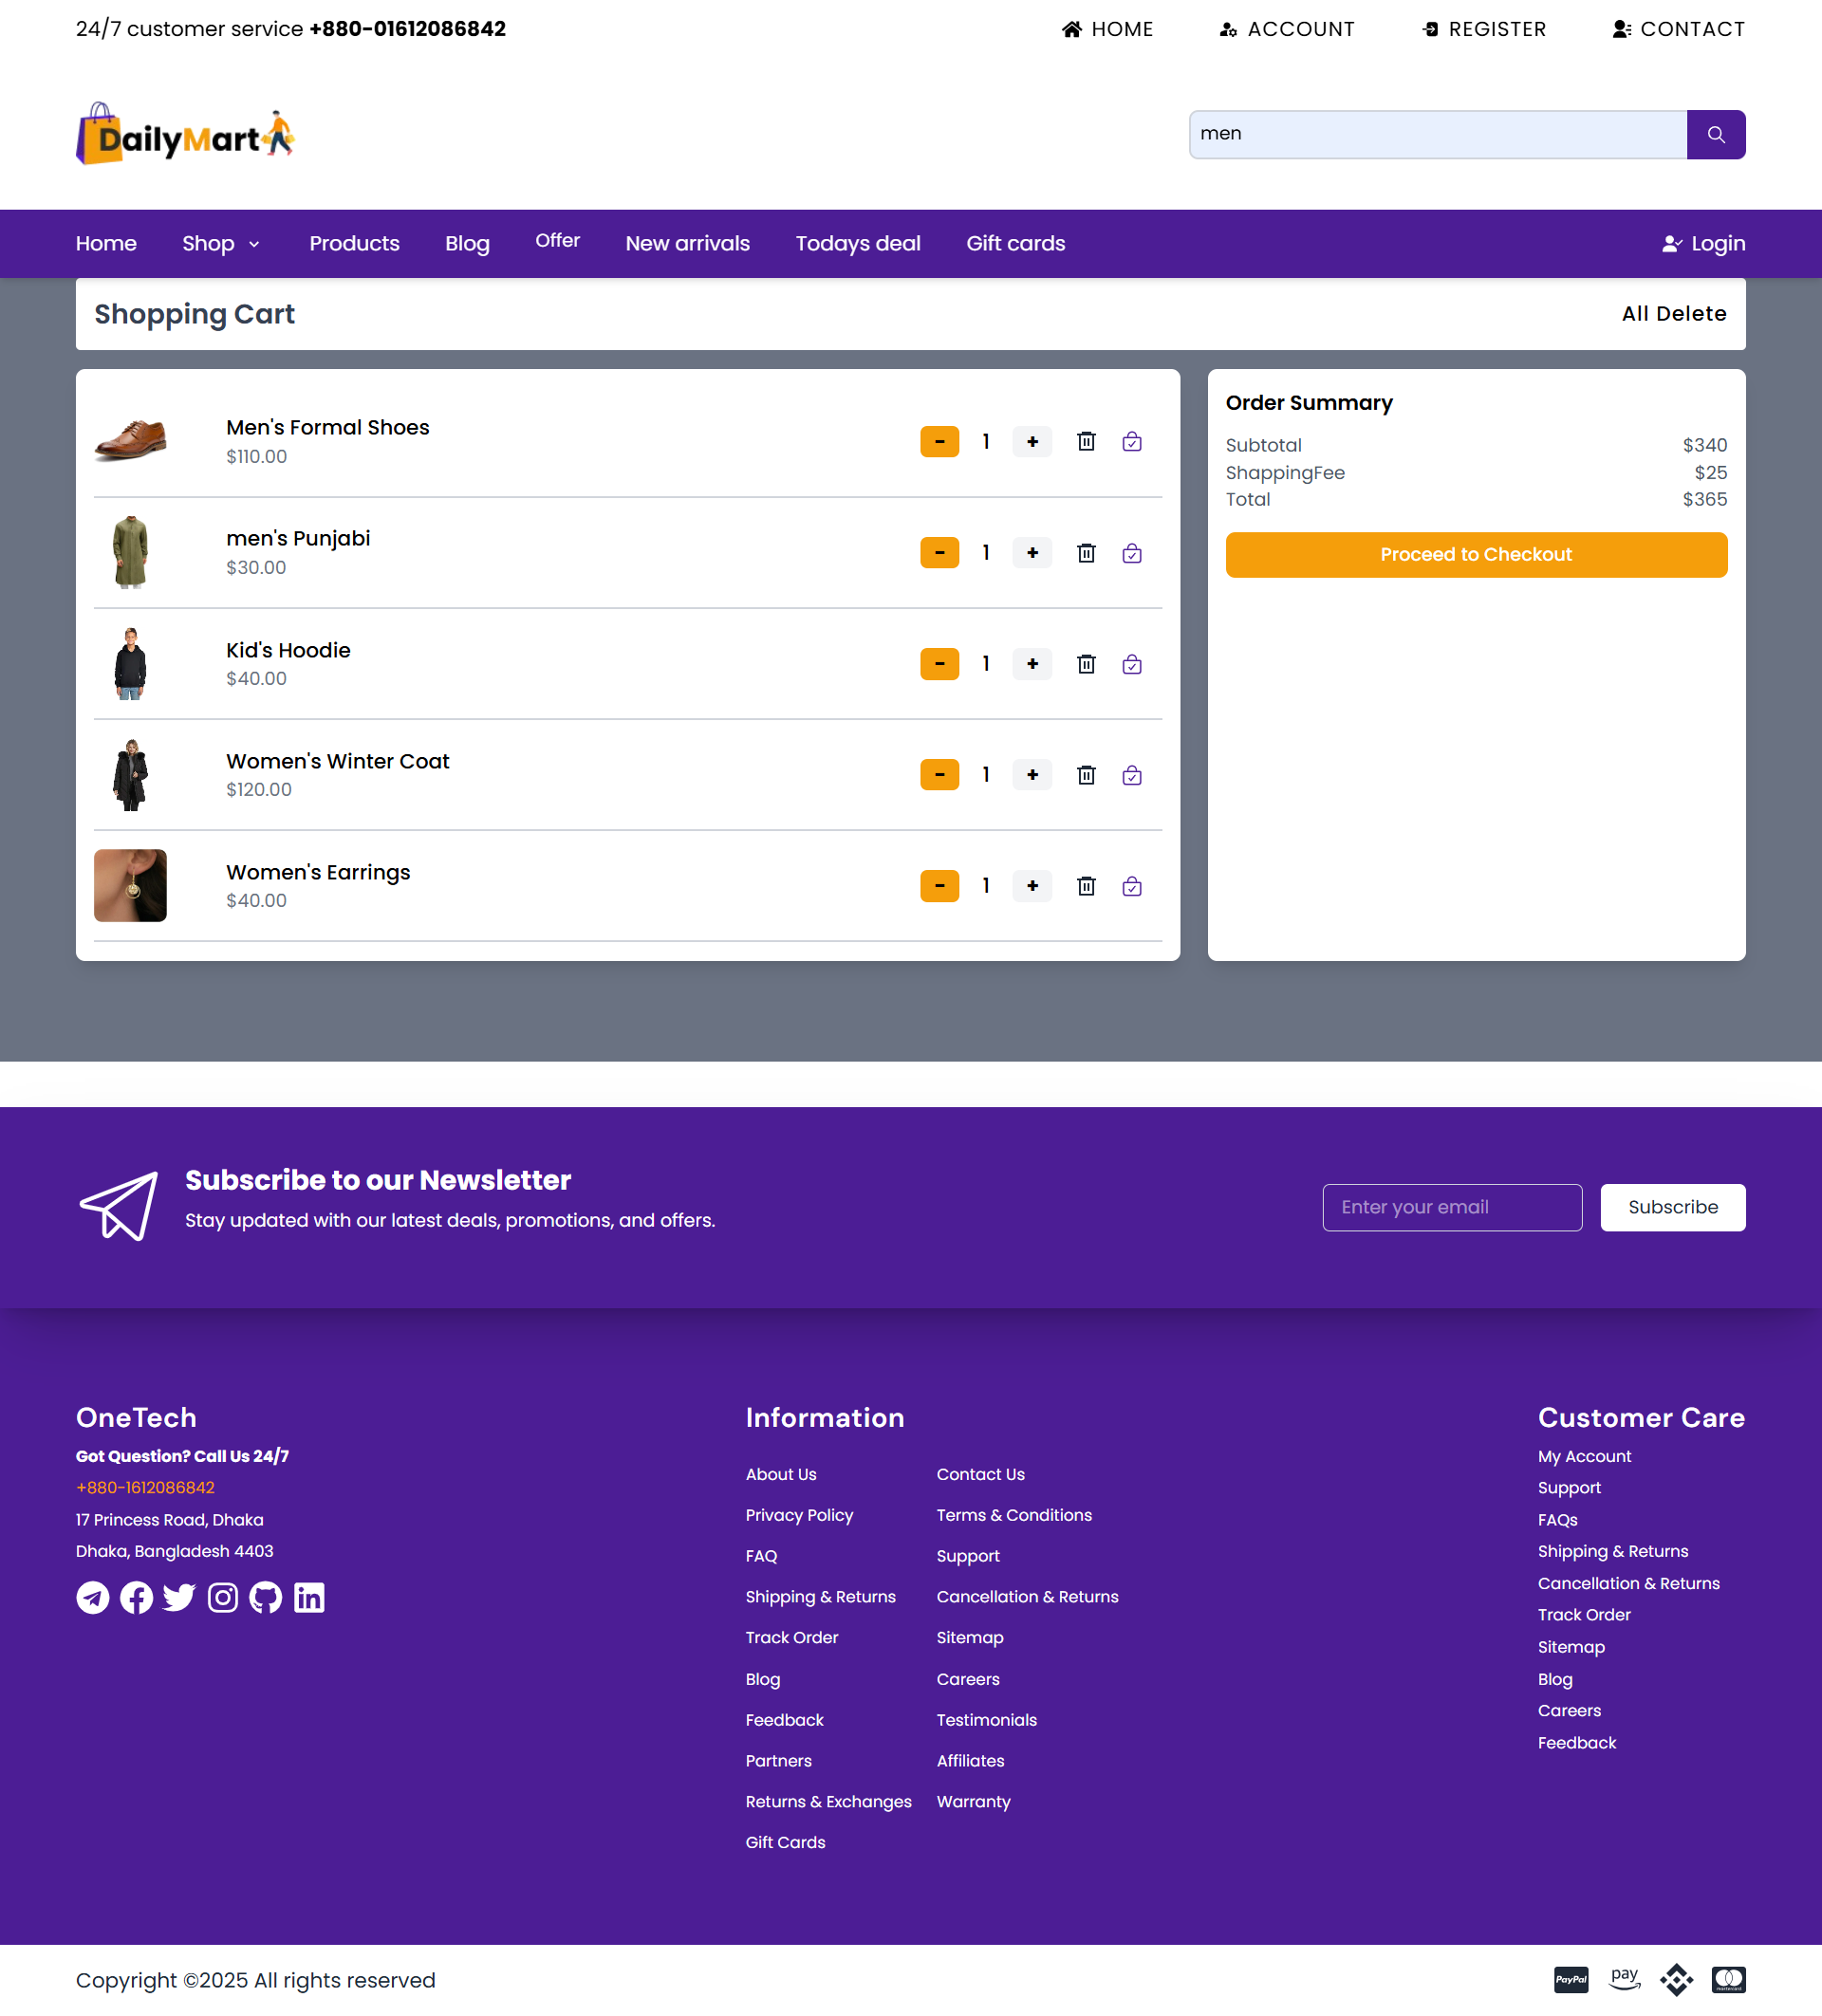 24/7 customer service +880-01612086842
HOME
ACCOUNT
REGISTER
CONTACT
DailyMart
men
Home
Shop
Products
Blog
Offer
New arrivals
Todays deal
Gift cards
Login
Shopping Cart
All Delete
Men's Formal Shoes
$110.00
- 1 +
men's Punjabi
$30.00
- 1 +
Kid's Hoodie
$40.00
- 1 +
Women's Winter Coat
$120.00
- 1 +
Women's Earrings
$40.00
- 1 +
Order Summary
Subtotal $340
ShappingFee $25
Total $365
Proceed to Checkout
Subscribe to our Newsletter
Stay updated with our latest deals, promotions, and offers.
Enter your email
Subscribe
OneTech
Got Question? Call Us 24/7
+880-1612086842
17 Princess Road, Dhaka
Dhaka, Bangladesh 4403
Information
About Us
Contact Us
Privacy Policy
Terms & Conditions
FAQ
Support
Shipping & Returns
Cancellation & Returns
Track Order
Sitemap
Blog
Careers
Feedback
Testimonials
Partners
Affiliates
Returns & Exchanges
Warranty
Gift Cards
Customer Care
My Account
Support
FAQs
Shipping & Returns
Cancellation & Returns
Track Order
Sitemap
Blog
Careers
Feedback
Copyright ©2025 All rights reserved
PayPal
pay
mastercard